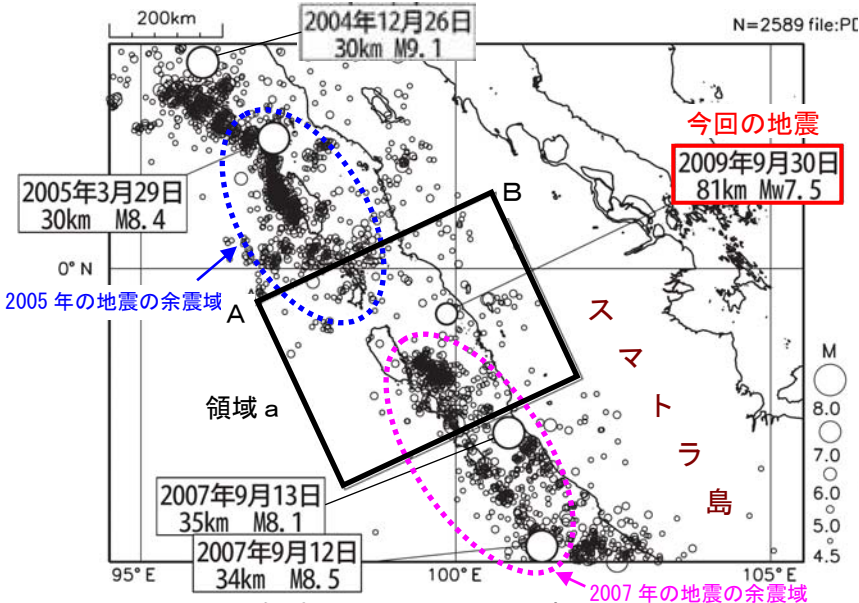 200km
2004年12月26日
30km M9.1
N=2589 file:PD
今回の地震
2009年9月30日
81km Mw7.5
B
2005年3月29日
30km M8.4
0° N
2005 年の地震の余震域
A
スマトラ島
領域 a
M
8.0
7.0
6.0
5.0
4.5
2007年9月13日
35km M8.1
2007年9月12日
34km M8.5
95°E
100°E
105°E
2007 年の地震の余震域